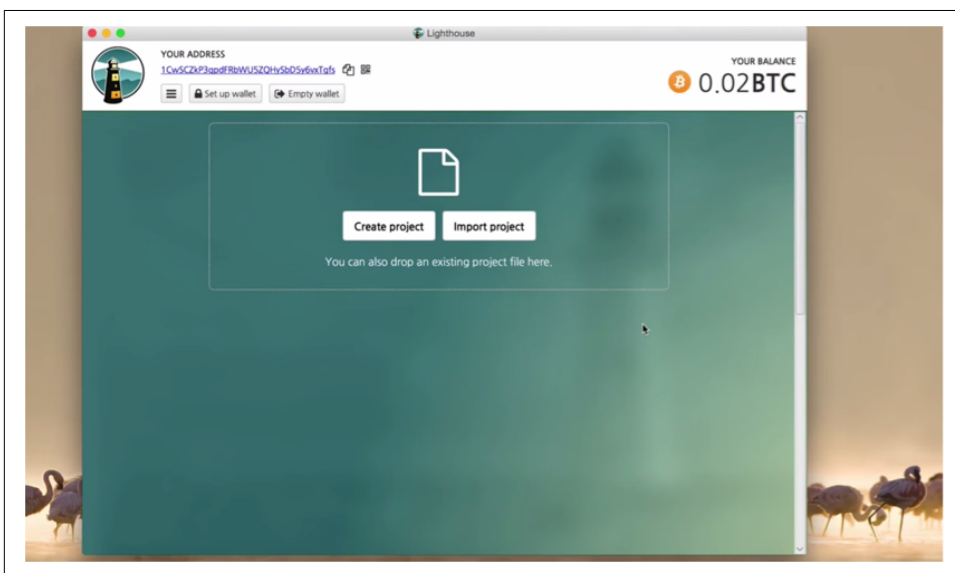 Lighthouse
YOUR ADDRESS
YOUR BALANCE
Set up wallet
Empty wallet
0.02BTC
Create project
Import project
You can also drop an existing project file here.